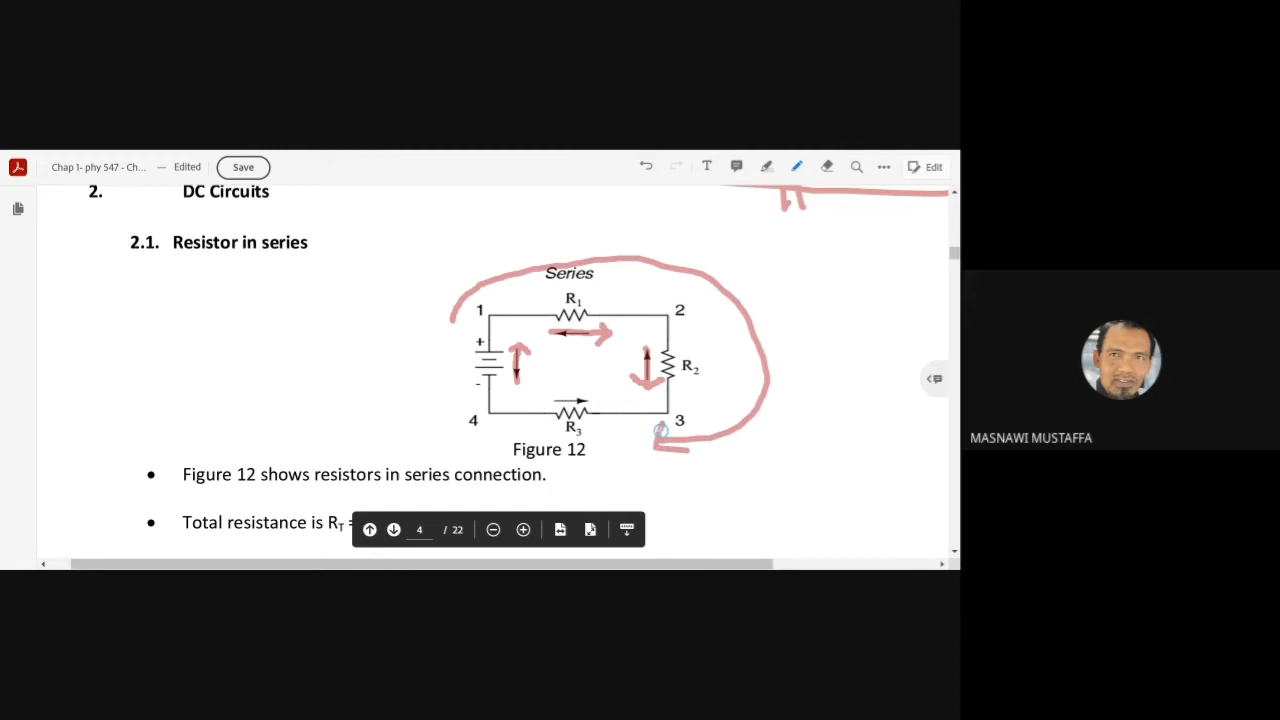 Chap 1- phy 547 - Ch... — Edited Save T ••• Edit
2. DC Circuits
2.1. Resistor in series
Series
R1
1 2
+
R2
-
4 3
R3
Figure 12
• Figure 12 shows resistors in series connection.
• Total resistance is RT =
4 / 22
MASNAWI MUSTAFFA